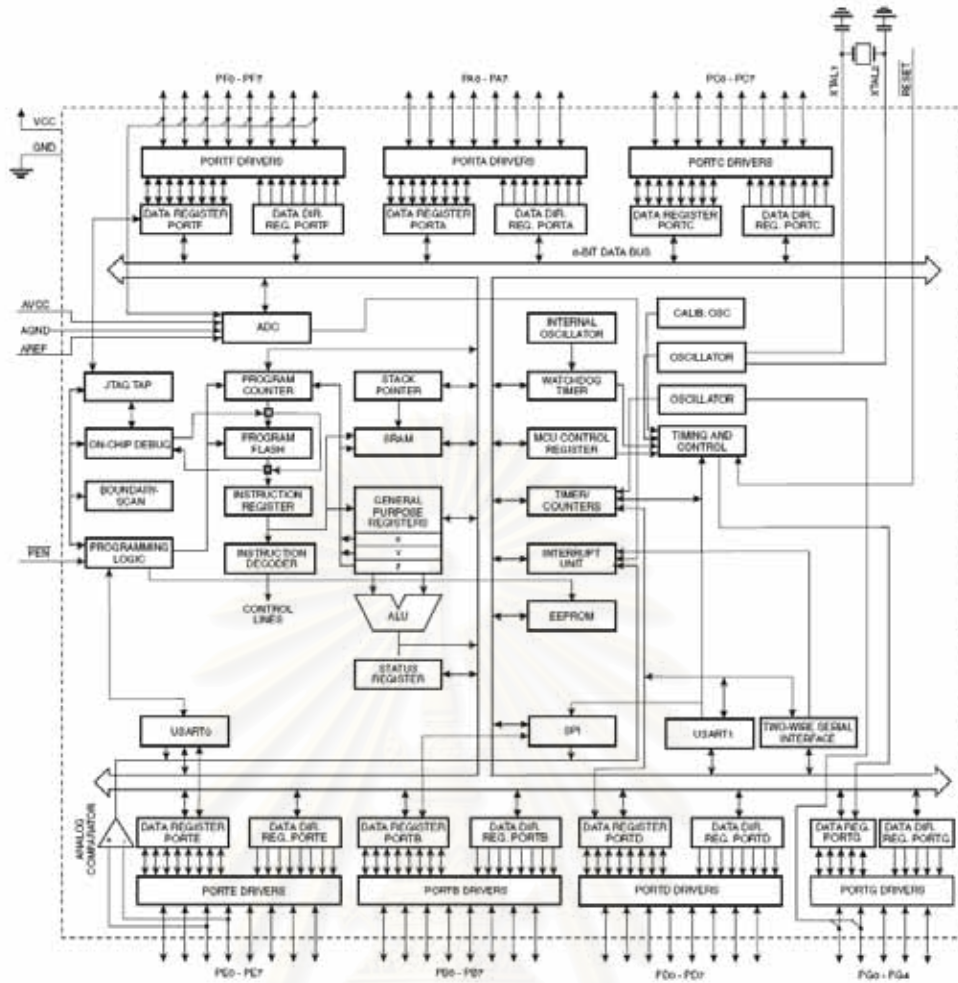 PF0 - PF7
PA0 - PA7
PC0 - PC7
XTAL1
XTAL2
RESET
VCC
GND
PORTF DRIVERS
PORTA DRIVERS
PORTC DRIVERS
DATA REGISTER
PORTF
DATA DIR.
REG. PORTF
DATA REGISTER
PORTA
DATA DIR.
REG. PORTA
DATA REGISTER
PORTC
DATA DIR.
REG. PORTC
8-BIT DATA BUS
AVCC
AGND
AREF
ADC
INTERNAL
OSCILLATOR
CALIB. OSC
OSCILLATOR
JTAG TAP
PROGRAM
COUNTER
STACK
POINTER
WATCHDOG
TIMER
OSCILLATOR
ON-CHIP DEBUG
PROGRAM
FLASH
SRAM
MCU CONTROL
REGISTER
TIMING AND
CONTROL
BOUNDARY-
SCAN
INSTRUCTION
REGISTER
GENERAL
PURPOSE
REGISTERS
TIMER/
COUNTERS
X
Y
Z
PEN
PROGRAMMING
LOGIC
INSTRUCTION
DECODER
INTERRUPT
UNIT
CONTROL
LINES
ALU
EEPROM
STATUS
REGISTER
USART0
SPI
USART1
TWO-WIRE SERIAL
INTERFACE
ANALOG
COMPARATOR
+
-
DATA REGISTER
PORTE
DATA DIR.
REG. PORTE
DATA REGISTER
PORTB
DATA DIR.
REG. PORTB
DATA REGISTER
PORTD
DATA DIR.
REG. PORTD
DATA REG.
PORTG
DATA DIR.
REG. PORTG
PORTE DRIVERS
PORTB DRIVERS
PORTD DRIVERS
PORTG DRIVERS
PE0 - PE7
PB0 - PB7
PD0 - PD7
PG0 - PG4